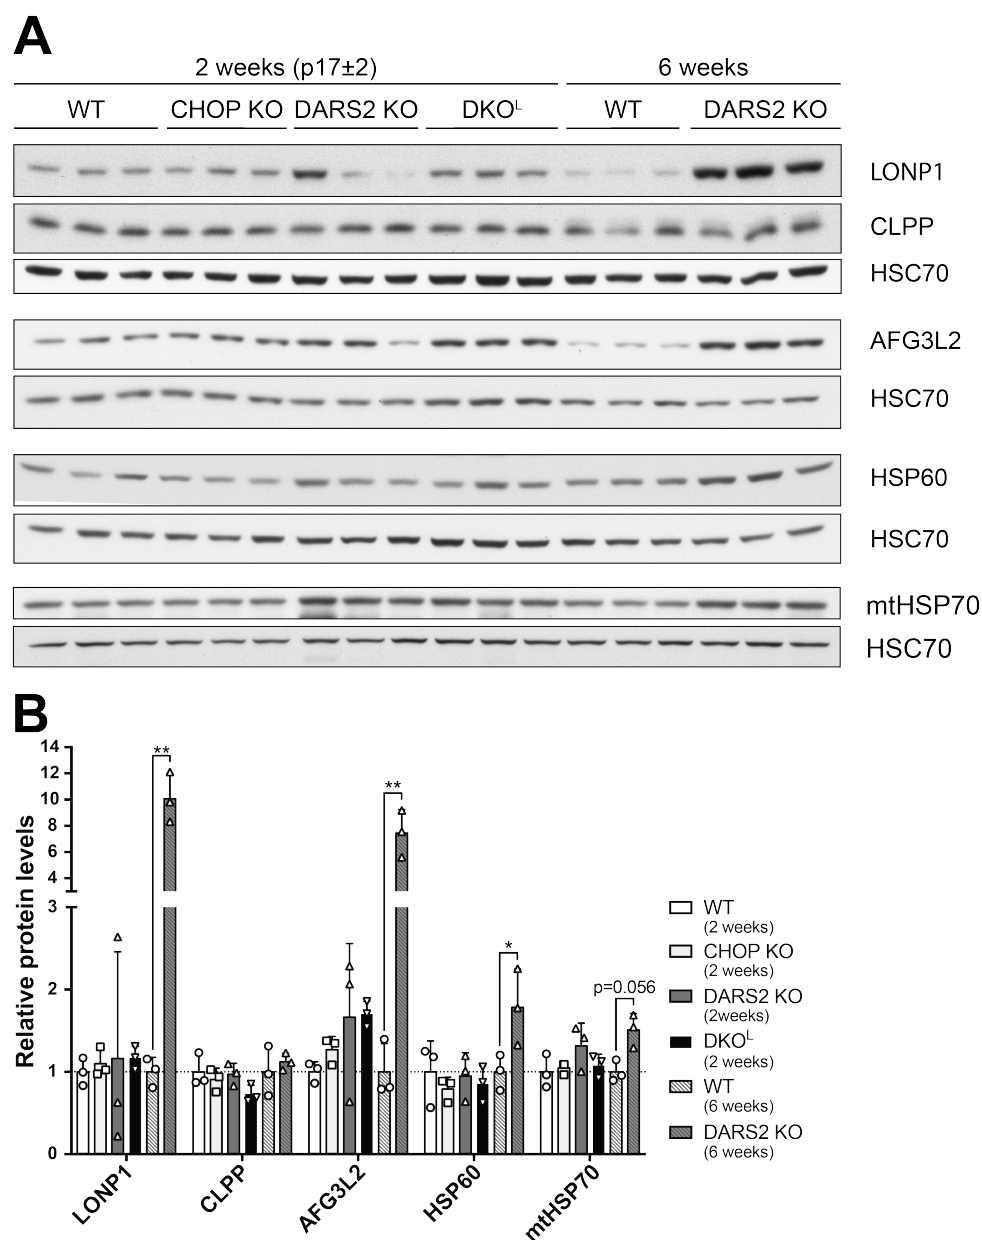 A
2 weeks (p17±2)
6 weeks
WT
CHOP KO
DARS2 KO
DKOᴸ
WT
DARS2 KO
LONP1
CLPP
HSC70
AFG3L2
HSC70
HSP60
HSC70
mtHSP70
HSC70
B
Relative protein levels
14
12
10
8
6
4
3
2
1
0
**
**
*
p=0.056
LONP1
CLPP
AFG3L2
HSP60
mtHSP70
WT
(2 weeks)
CHOP KO
(2 weeks)
DARS2 KO
(2weeks)
DKOᴸ
(2 weeks)
WT
(6 weeks)
DARS2 KO
(6 weeks)